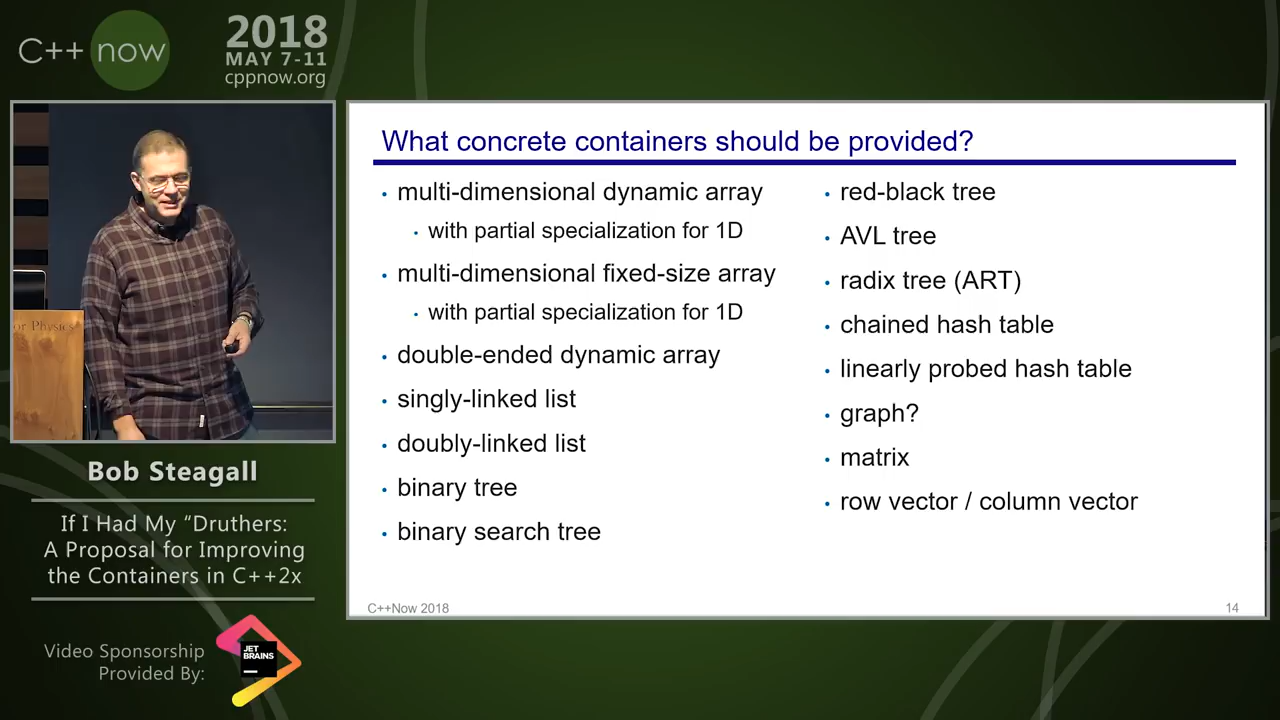 C++ now
2018
MAY 7-11
cppnow.org
or Physics
Bob Steagall
If I Had My “Druthers:
A Proposal for Improving
the Containers in C++2x
Video Sponsorship
Provided By:
JET
BRAINS
What concrete containers should be provided?
• multi-dimensional dynamic array
• with partial specialization for 1D
• multi-dimensional fixed-size array
• with partial specialization for 1D
• double-ended dynamic array
• singly-linked list
• doubly-linked list
• binary tree
• binary search tree
• red-black tree
• AVL tree
• radix tree (ART)
• chained hash table
• linearly probed hash table
• graph?
• matrix
• row vector / column vector
C++Now 2018
14